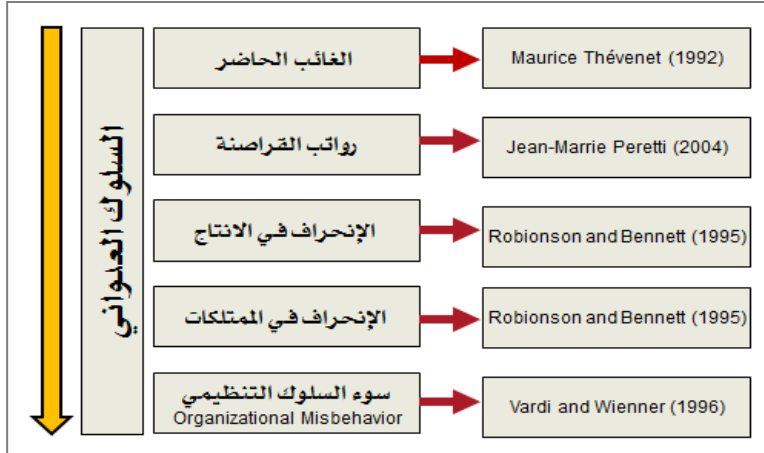 السلوك العدواني
الغائب الحاضر
Maurice Thévenet (1992)
رواتب القراصنة
Jean-Marrie Peretti (2004)
الإنحراف في الانتاج
Robionson and Bennett (1995)
الإنحراف في الممتلكات
Robionson and Bennett (1995)
سوء السلوك التنظيمي
Organizational Misbehavior
Vardi and Wienner (1996)